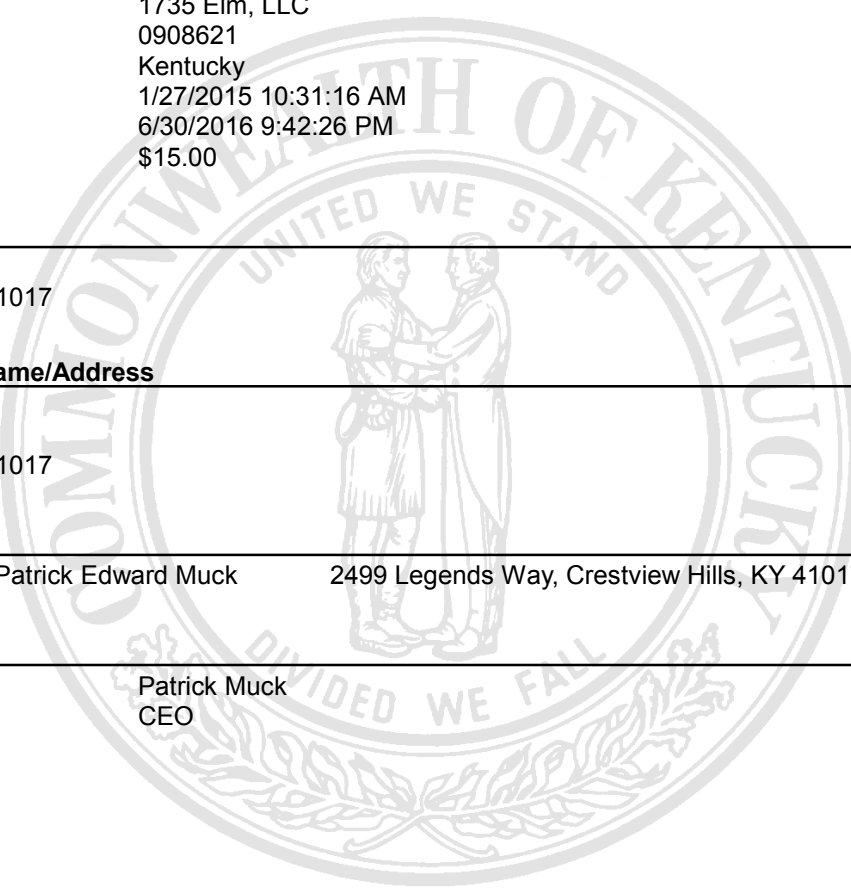 1735 Elm, LLC
0908621
Kentucky
1/27/2015 10:31:16 AM
6/30/2016 9:42:26 PM
$15.00
1017
ame/Address
1017
Patrick Edward Muck 2499 Legends Way, Crestview Hills, KY 4101
Patrick Muck
CEO
COMMONWEALTH OF KENTUCKY
UNITED WE STAND
DIVIDED WE FALL